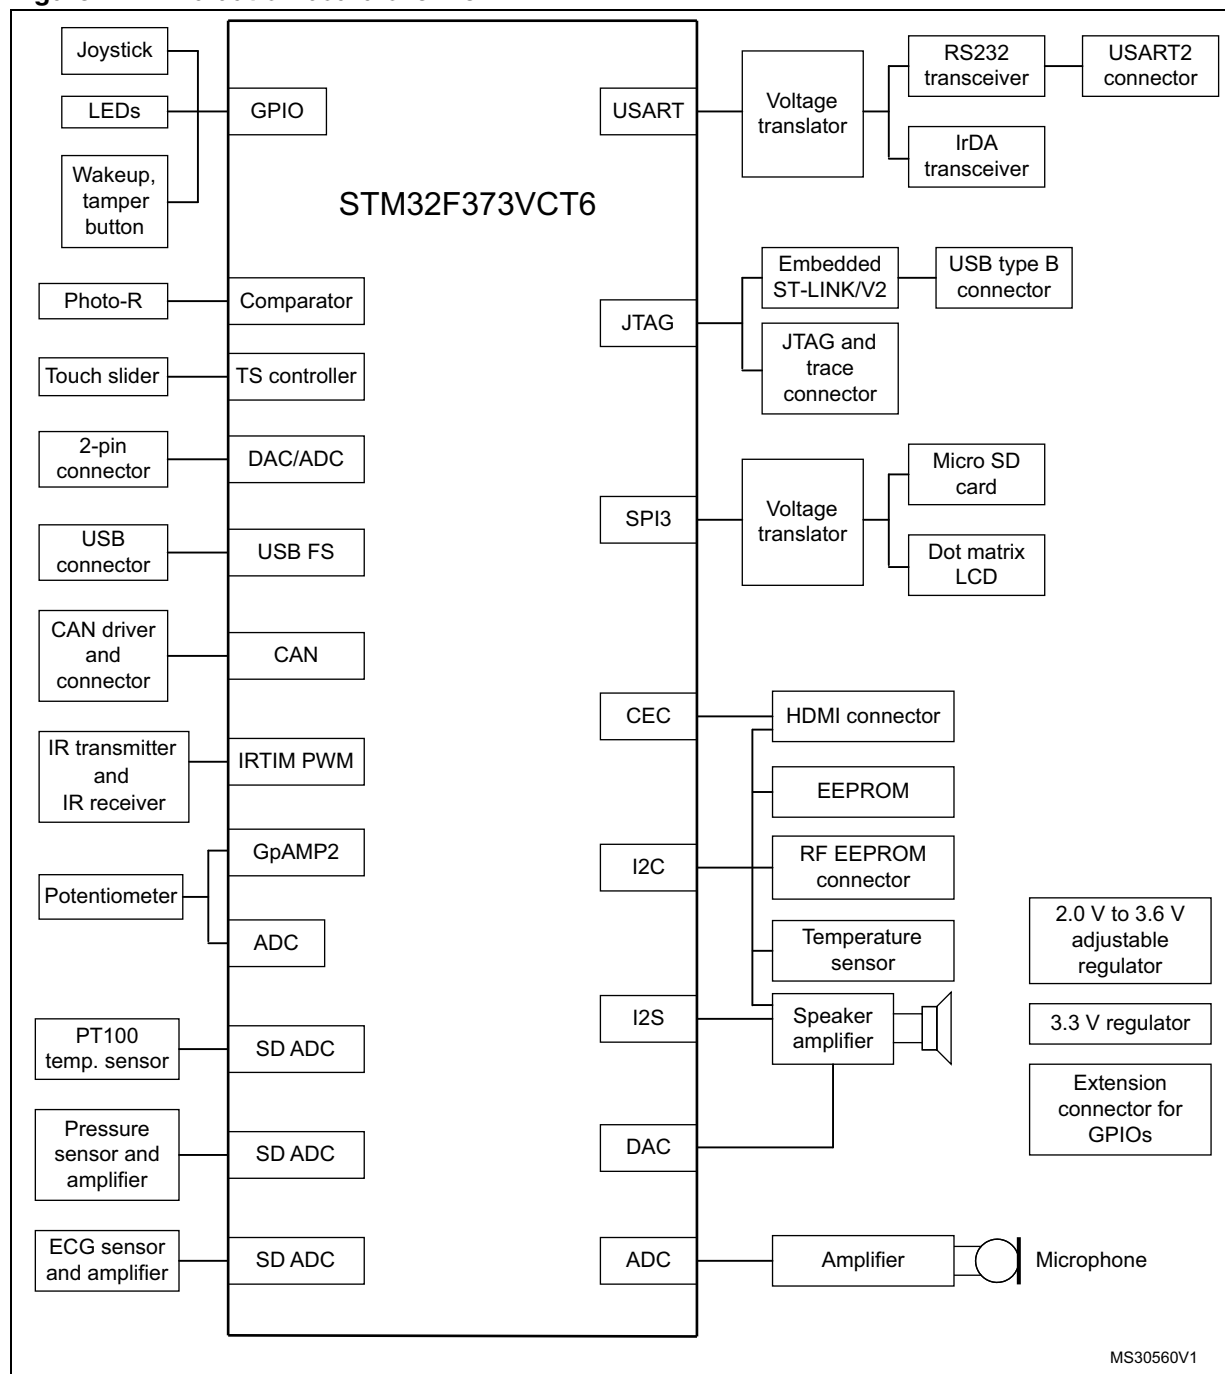 Joystick
LEDs
Wakeup,
tamper
button
GPIO
STM32F373VCT6
USART
Voltage
translator
RS232
transceiver
USART2
connector
IrDA
transceiver
Photo-R
Comparator
Touch slider
TS controller
2-pin
connector
DAC/ADC
USB
connector
USB FS
CAN driver
and
connector
CAN
IR transmitter
and
IR receiver
IRTIM PWM
Potentiometer
GpAMP2
ADC
PT100
temp. sensor
SD ADC
Pressure
sensor and
amplifier
SD ADC
ECG sensor
and amplifier
SD ADC
JTAG
Embedded
ST-LINK/V2
USB type B
connector
JTAG and
trace
connector
SPI3
Voltage
translator
Micro SD
card
Dot matrix
LCD
CEC
HDMI connector
EEPROM
I2C
RF EEPROM
connector
Temperature
sensor
I2S
Speaker
amplifier
DAC
ADC
Amplifier
Microphone
2.0 V to 3.6 V
adjustable
regulator
3.3 V regulator
Extension
connector for
GPIOs
MS30560V1